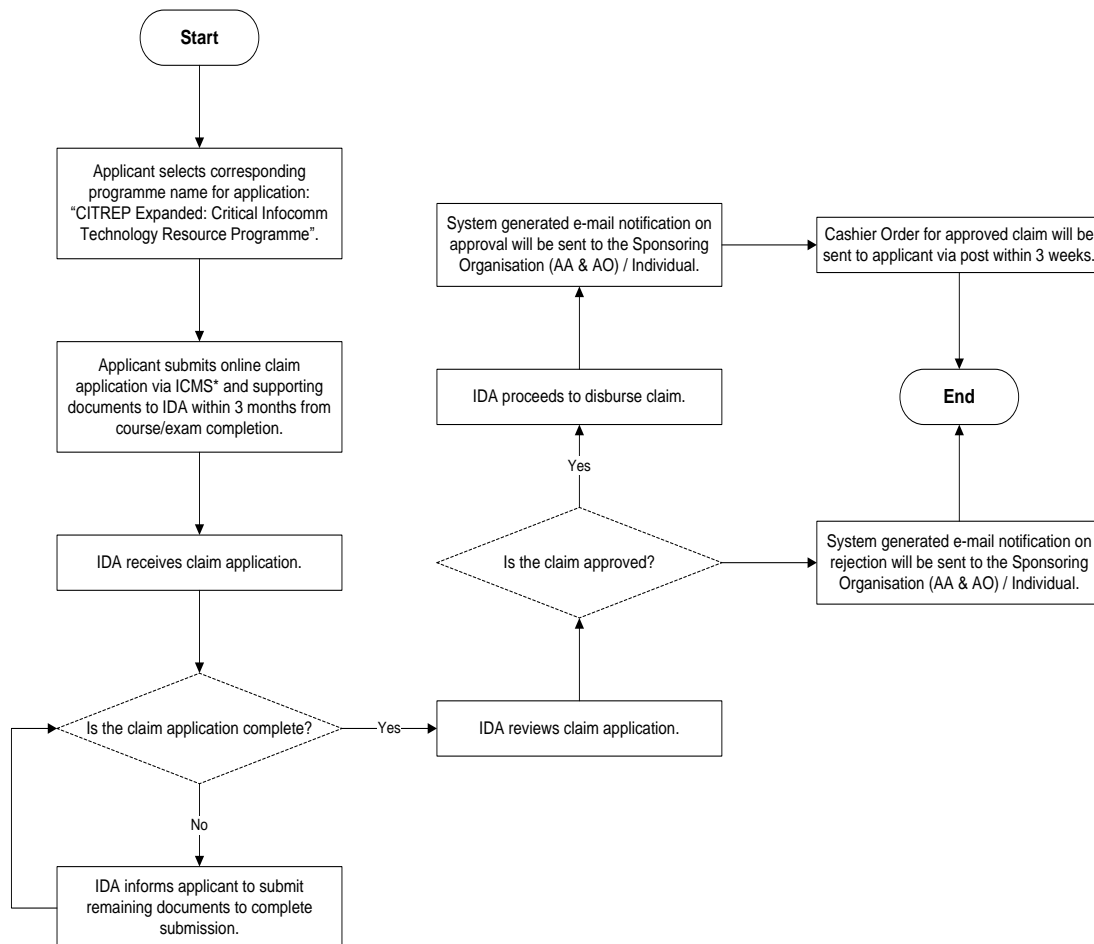 Start
Applicant selects corresponding
programme name for application:
“CITREP Expanded: Critical Infocomm
Technology Resource Programme”.
Applicant submits online claim
application via ICMS* and supporting
documents to IDA within 3 months from
course/exam completion.
IDA receives claim application.
Is the claim application complete?
No
IDA informs applicant to submit
remaining documents to complete
submission.
Yes
IDA reviews claim application.
Is the claim approved?
Yes
IDA proceeds to disburse claim.
System generated e-mail notification on
approval will be sent to the Sponsoring
Organisation (AA & AO) / Individual.
Cashier Order for approved claim will be
sent to applicant via post within 3 weeks.
System generated e-mail notification on
rejection will be sent to the Sponsoring
Organisation (AA & AO) / Individual.
End